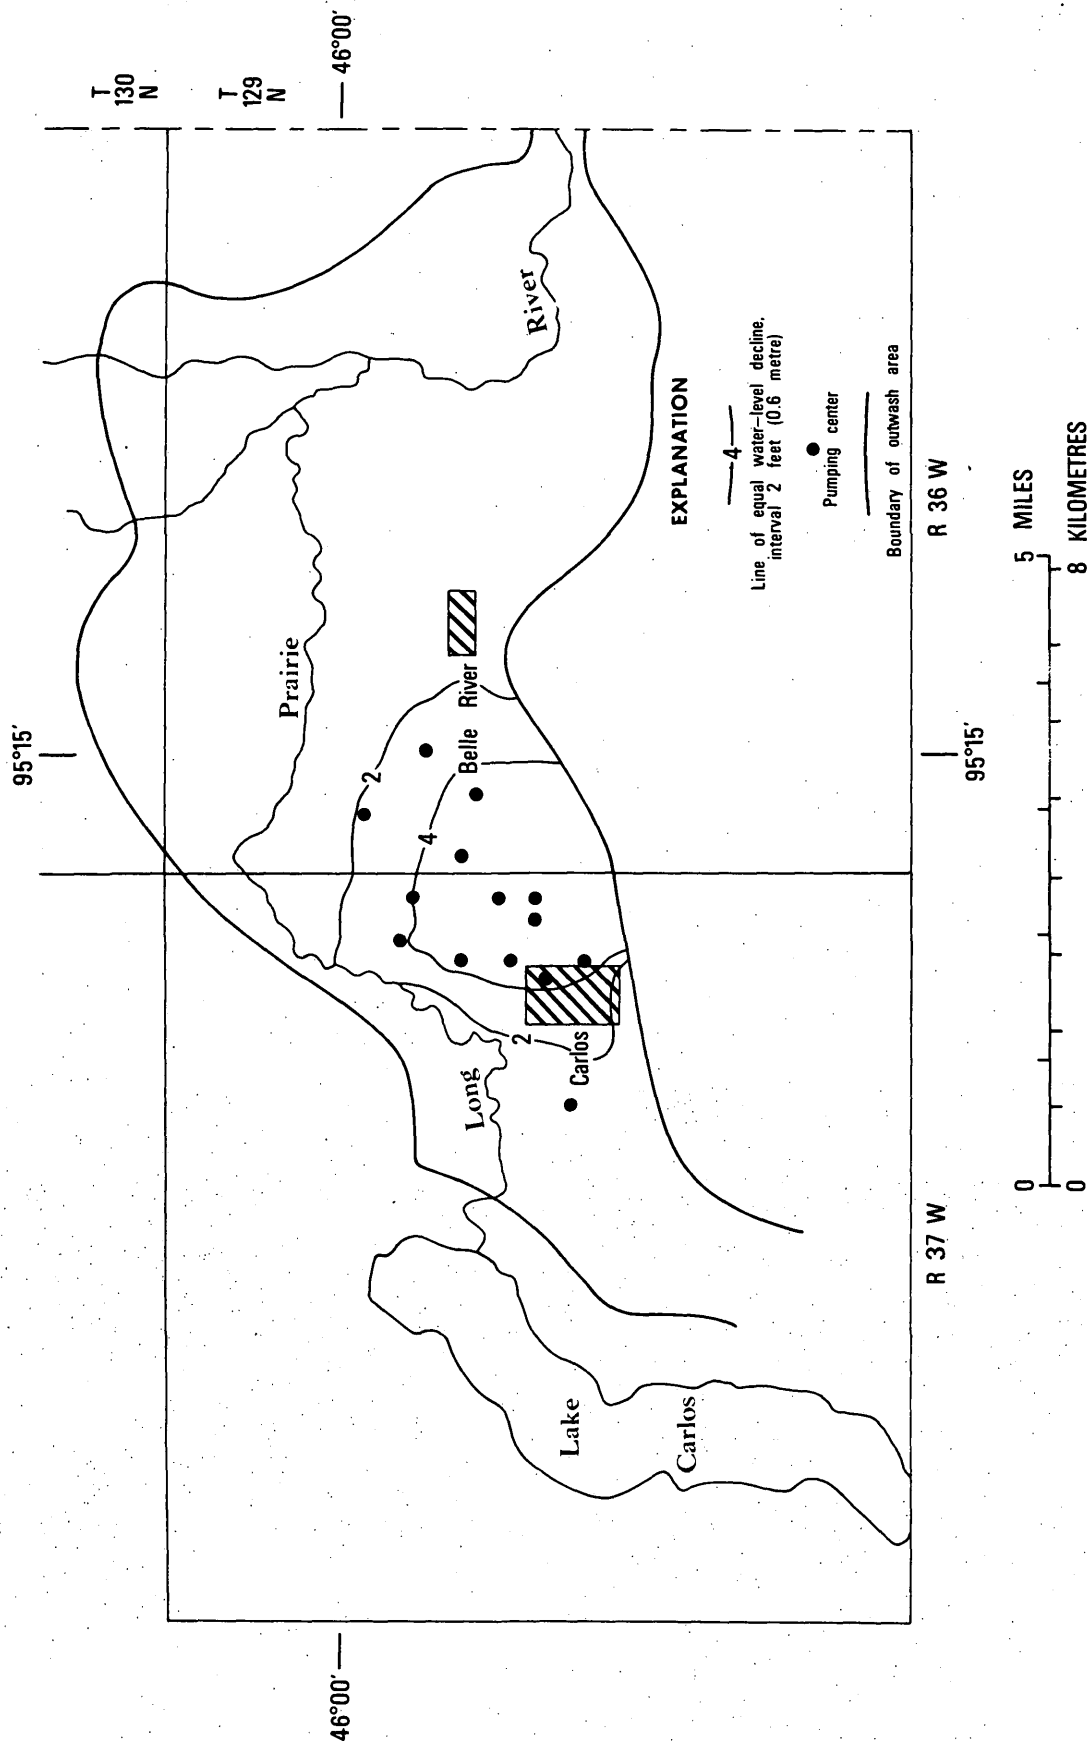 95°15'
T
130
N
T
129
N
46°00'
46°00'
Prairie
River
Long
2
4
2
Belle River
Carlos
Lake
Carlos
EXPLANATION
4
Line of equal water-level decline,
interval 2 feet (0.6 metre)
Pumping center
Boundary of outwash area
R 37 W
95°15'
R 36 W
0 5 MILES
0 8 KILOMETRES